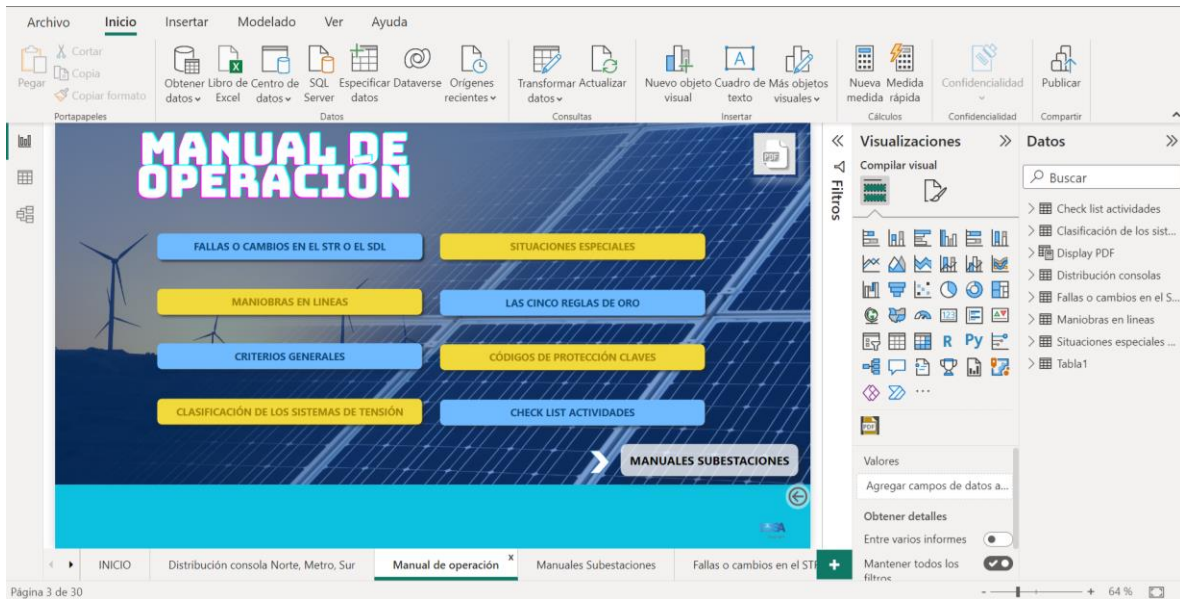 Archivo Inicio Insertar Modelado Ver Ayuda
Pegar
Cortar
Copia
Copiar formato
Portapapeles
Obtener datos
Libro de Excel
Centro de datos
SQL Server
Especificar datos
Dataverse
Orígenes recientes
Datos
Transformar datos
Actualizar
Consultas
Nuevo objeto visual
Cuadro de texto
Más objetos visuales
Insertar
Nueva medida
Medida rápida
Cálculos
Confidencialidad
Confidencialidad
Publicar
Compartir
MANUAL DE
OPERACIÓN
PDF
FALLAS O CAMBIOS EN EL STR O EL SDL
SITUACIONES ESPECIALES
MANIOBRAS EN LINEAS
LAS CINCO REGLAS DE ORO
CRITERIOS GENERALES
CÓDIGOS DE PROTECCIÓN CLAVES
CLASIFICACIÓN DE LOS SISTEMAS DE TENSIÓN
CHECK LIST ACTIVIDADES
MANUALES SUBESTACIONES
Filtros
Visualizaciones
Compilar visual
123
R Py
PDF
Valores
Agregar campos de datos a...
Obtener detalles
Entre varios informes
Mantener todos los
filtros
Datos
Buscar
Check list actividades
Clasificación de los sist...
Display PDF
Distribución consolas
Fallas o cambios en el S...
Maniobras en lineas
Situaciones especiales ...
Tabla1
INICIO
Distribución consola Norte, Metro, Sur
Manual de operación x
Manuales Subestaciones
Fallas o cambios en el STR
Página 3 de 30
- + 64 %